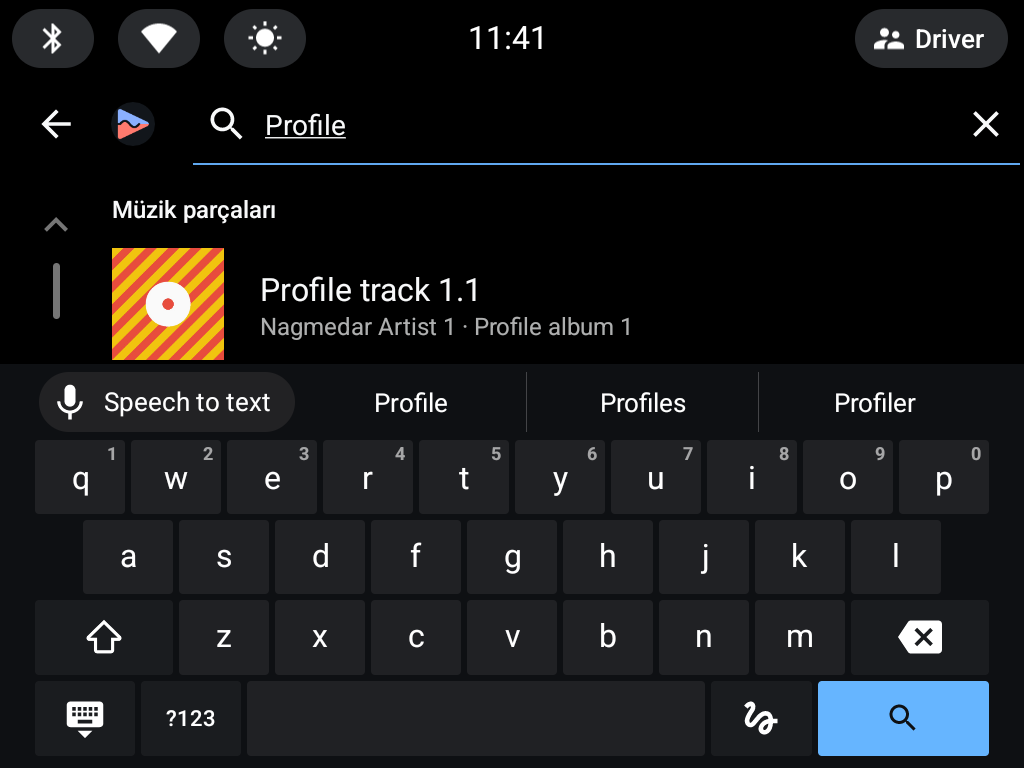 11:41
Driver
Profile
Müzik parçaları
Profile track 1.1
Nagmedar Artist 1 · Profile album 1
Speech to text
Profile
Profiles
Profiler
q 1 w 2 e 3 r 4 t 5 y 6 u 7 i 8 o 9 p 0
a s d f g h j k l
z x c v b n m
?123